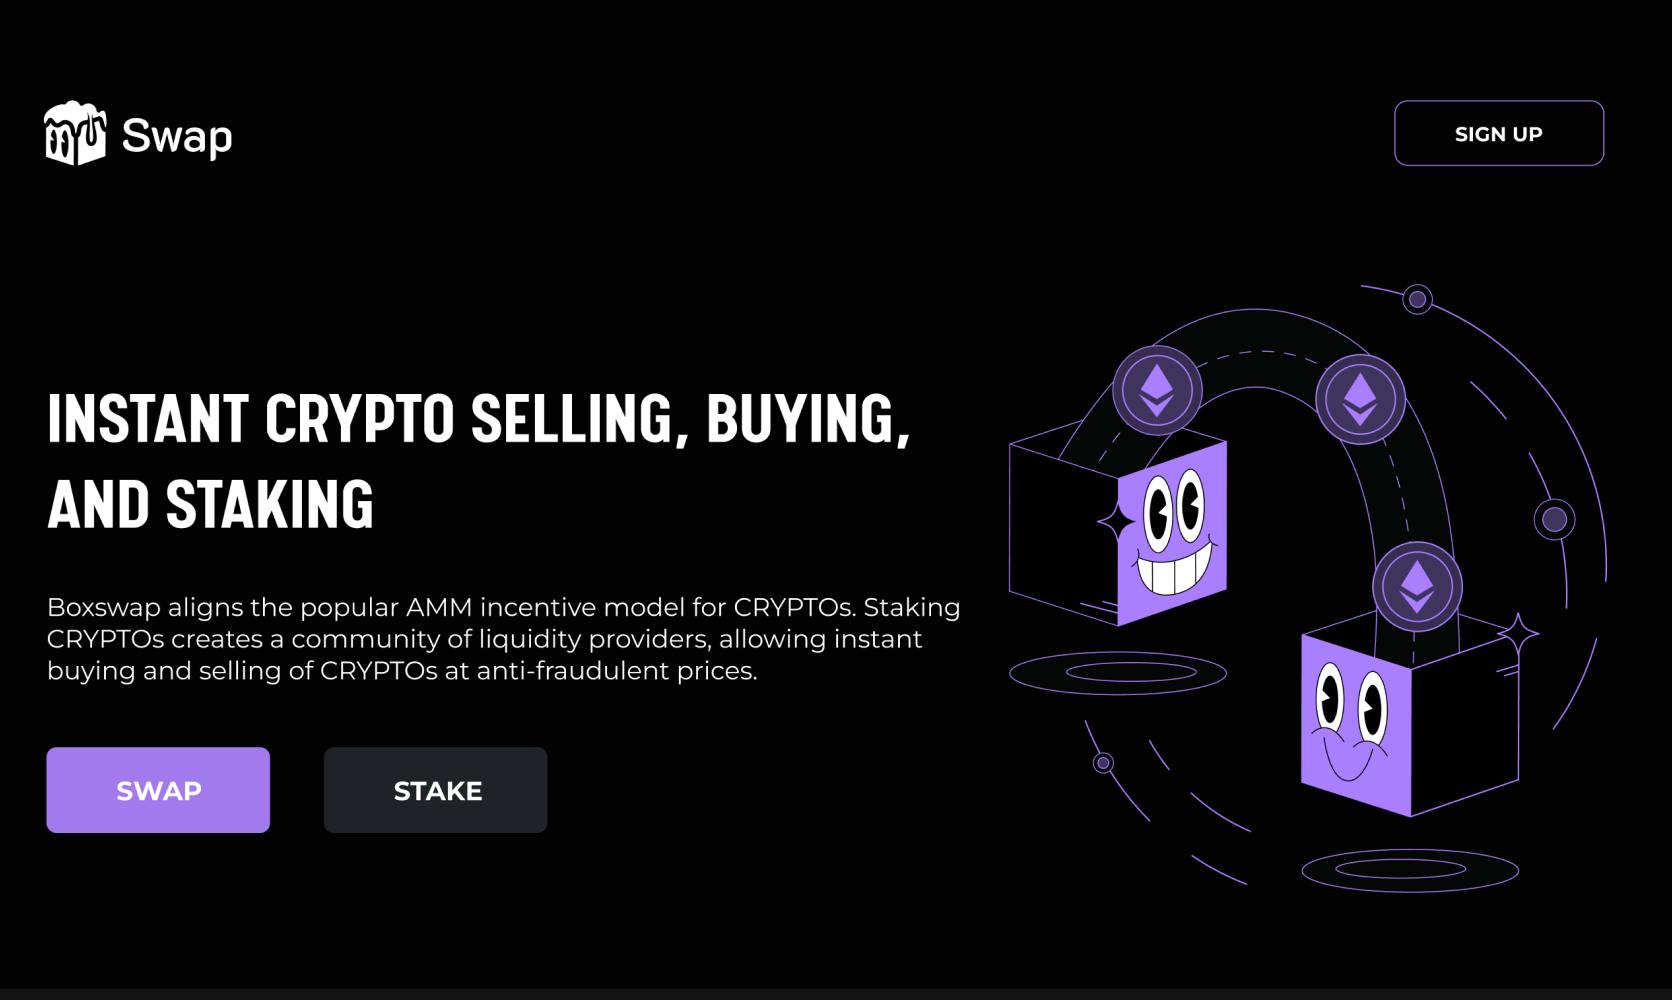 Swap
SIGN UP
INSTANT CRYPTO SELLING, BUYING,
AND STAKING
Boxswap aligns the popular AMM incentive model for CRYPTOs. Staking
CRYPTOs creates a community of liquidity providers, allowing instant
buying and selling of CRYPTOs at anti-fraudulent prices.
SWAP
STAKE